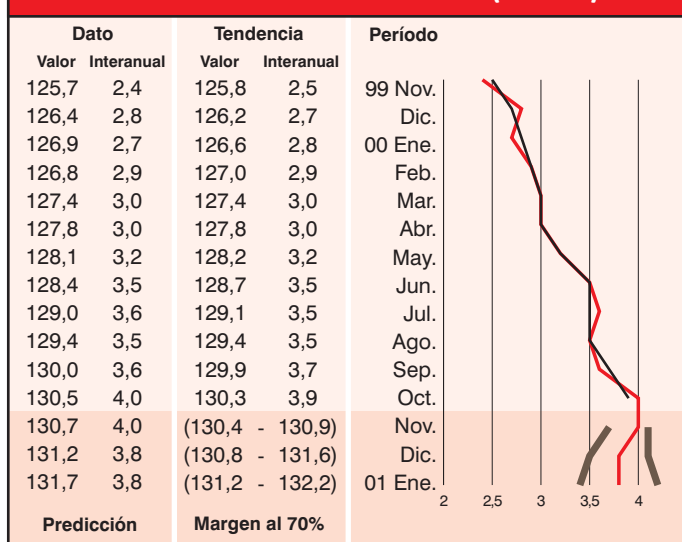 Dato Tendencia Período
Valor Interanual Valor Interanual
125,7 2,4 125,8 2,5 99 Nov.
126,4 2,8 126,2 2,7 Dic.
126,9 2,7 126,6 2,8 00 Ene.
126,8 2,9 127,0 2,9 Feb.
127,4 3,0 127,4 3,0 Mar.
127,8 3,0 127,8 3,0 Abr.
128,1 3,2 128,2 3,2 May.
128,4 3,5 128,7 3,5 Jun.
129,0 3,6 129,1 3,5 Jul.
129,4 3,5 129,4 3,5 Ago.
130,0 3,6 129,9 3,7 Sep.
130,5 4,0 130,3 3,9 Oct.
130,7 4,0 (130,4 - 130,9) Nov.
131,2 3,8 (130,8 - 131,6) Dic.
131,7 3,8 (131,2 - 132,2) 01 Ene.
2 2,5 3 3,5 4
Predicción Margen al 70%